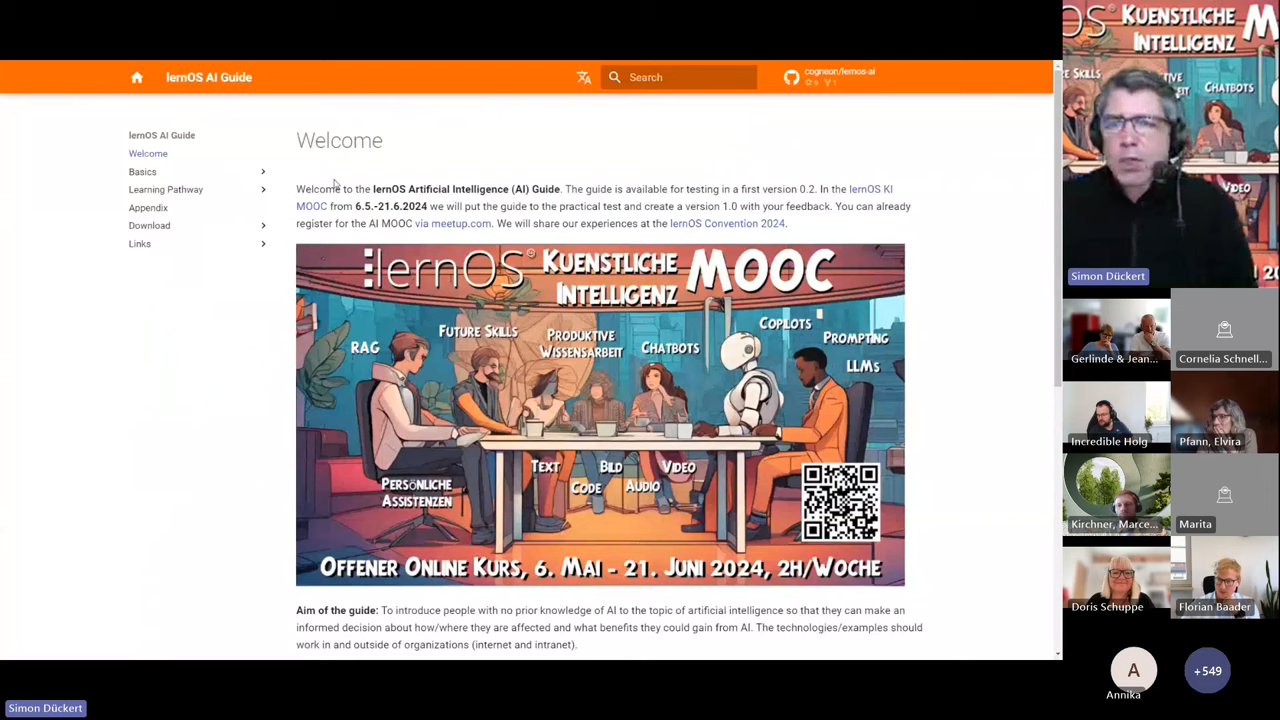 lernOS AI Guide
Search
cogneon/lernos-ai
9 1
lernOS AI Guide
Welcome
Basics
Learning Pathway
Appendix
Download
Links
Welcome
Welcome to the lernOS Artificial Intelligence (AI) Guide. The guide is available for testing in a first version 0.2. In the lernOS KI
MOOC from 6.5.-21.6.2024 we will put the guide to the practical test and create a version 1.0 with your feedback. You can already
register for the AI MOOC via meetup.com. We will share our experiences at the lernOS Convention 2024.
lernOS® KUENSTLICHE MOOC
INTELLIGENZ
RAG
FUTURE SKILLS
PRODUKTIVE
WISSENSARBEIT
CHATBOTS
COPILOTS
PROMPTING
LLMS
PERSÖNLICHE
ASSISTENZEN
TEXT
BILD
VIDEO
CODE
AUDIO
OFFENER ONLINE KURS, 6. MAI - 21. JUNI 2024, 2H/WOCHE
Aim of the guide: To introduce people with no prior knowledge of AI to the topic of artificial intelligence so that they can make an
informed decision about how/where they are affected and what benefits they could gain from AI. The technologies/examples should
work in and outside of organizations (internet and intranet).
OS® KUENSTLICHE M
INTELLIGENZ
CHATBOTS
VIDEO
Simon Dückert
Gerlinde & Jean...
Cornelia Schnell...
Incredible Holg
Pfann, Elvira
Kirchner, Marce...
Marita
Doris Schuppe
Florian Baader
A
Annika
+549
Simon Dückert